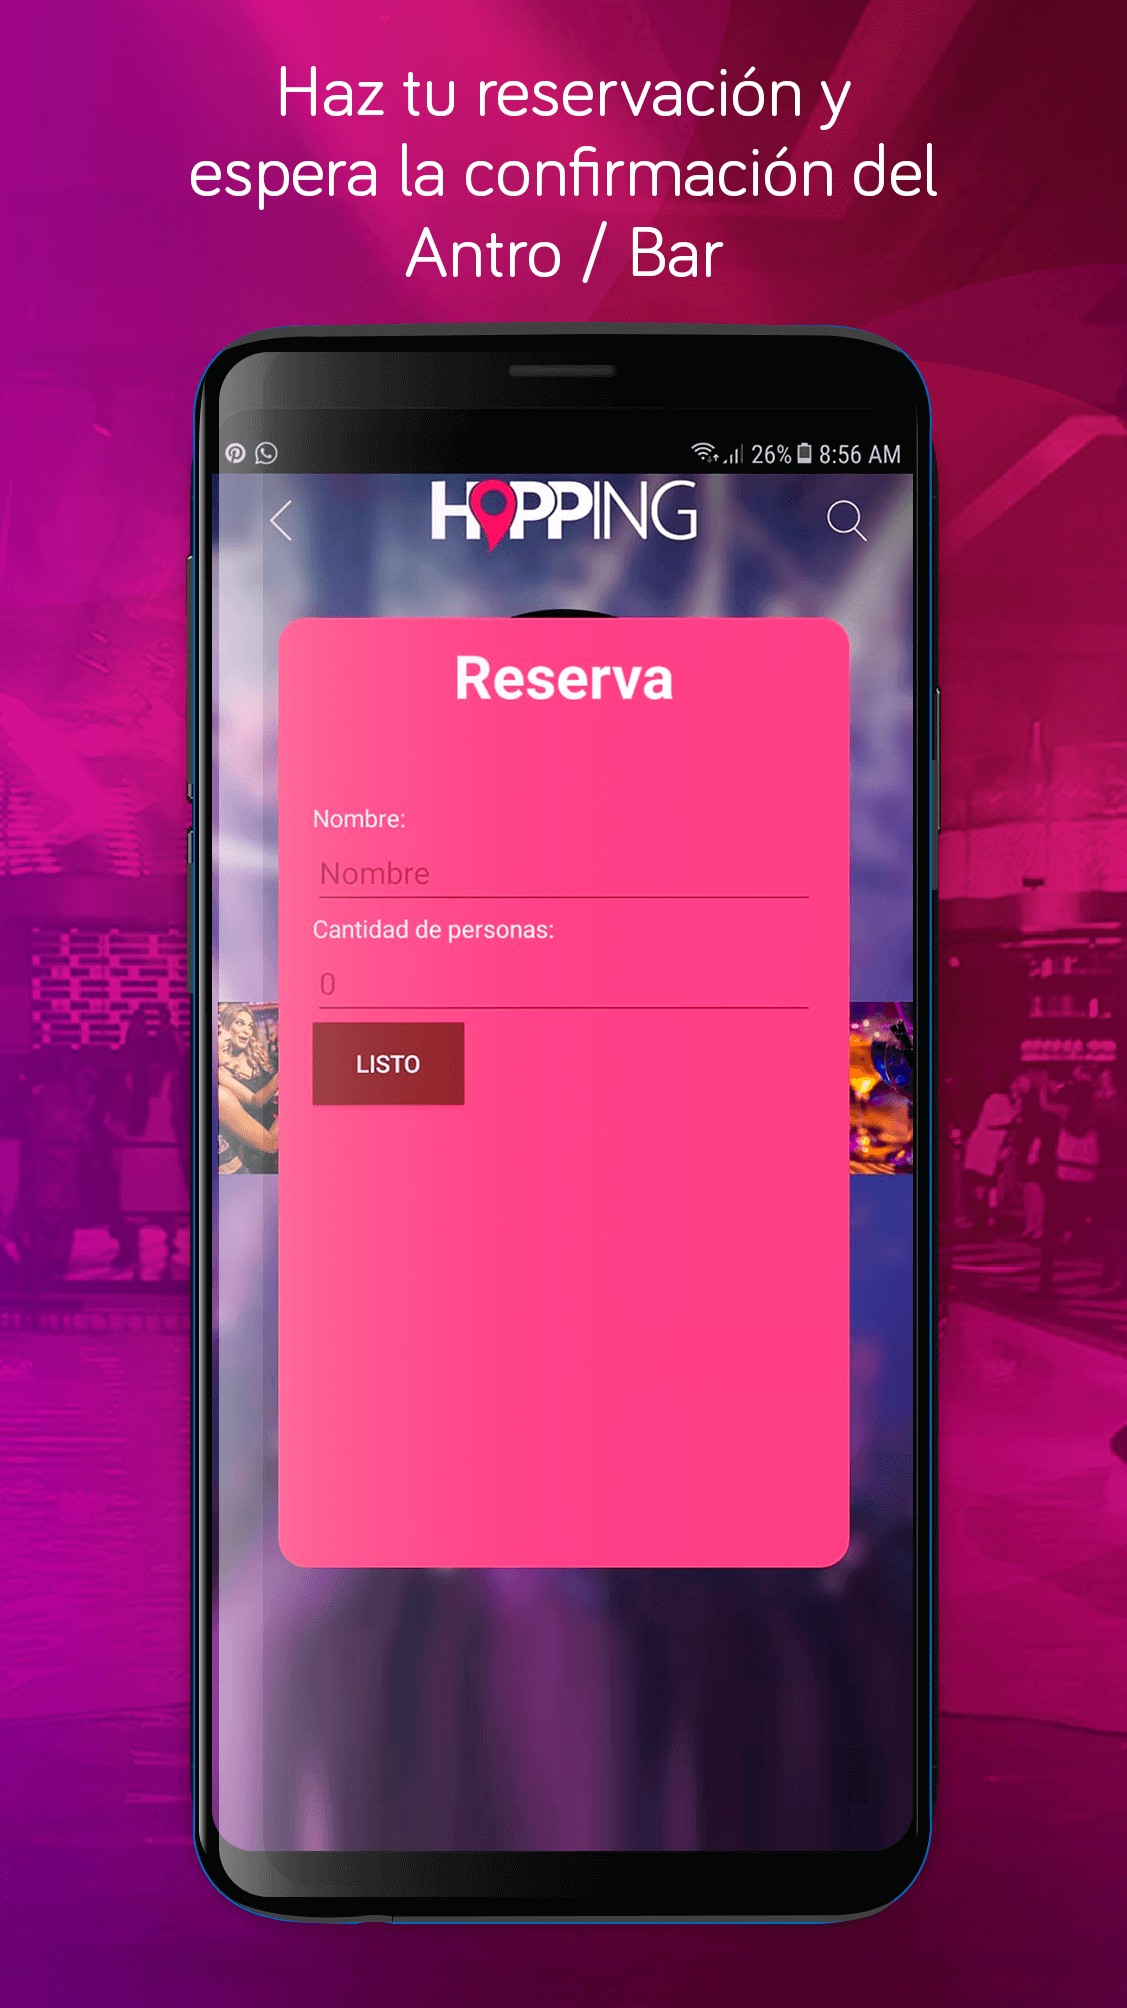 Haz tu reservación y
espera la confirmación del
Antro / Bar
26% 8:56 AM
HOPPING
Reserva
Nombre:
Nombre
Cantidad de personas:
0
LISTO